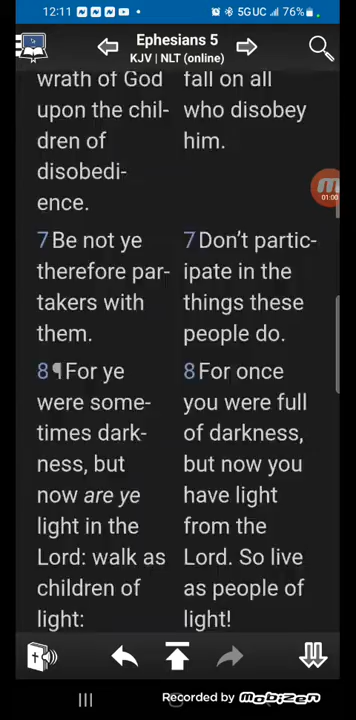 12:11
5G UC
76%
Ephesians 5
KJV | NLT (online)
wrath of God
upon the chil-
dren of
disobedi-
ence.
7 Be not ye
therefore par-
takers with
them.
8 ¶For ye
were some-
times dark-
ness, but
now are ye
light in the
Lord: walk as
children of
light:
fall on all
who disobey
him.
7 Don’t partic-
ipate in the
things these
people do.
8 For once
you were full
of darkness,
but now you
have light
from the
Lord. So live
as people of
light!
m
01:00
Recorded by mobizen